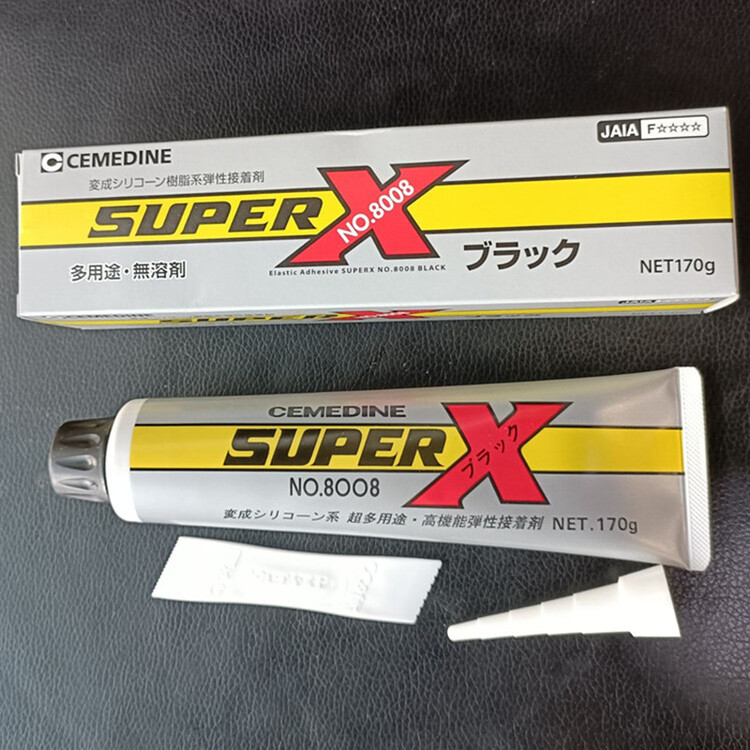 CEMEDINE
JAIA F☆☆☆☆
変成シリコーン樹脂系弾性接着剤
SUPER X NO.8008
多用途・無溶剤
Elastic Adhesive SUPERX NO.8008 BLACK
ブラック
NET170g
CEMEDINE
JAIA F☆☆☆☆
SUPER X
CEMEDINE
SUPER X ブラック
NO.8008
変成シリコーン系 超多用途・高機能弾性接着剤 NET.170g